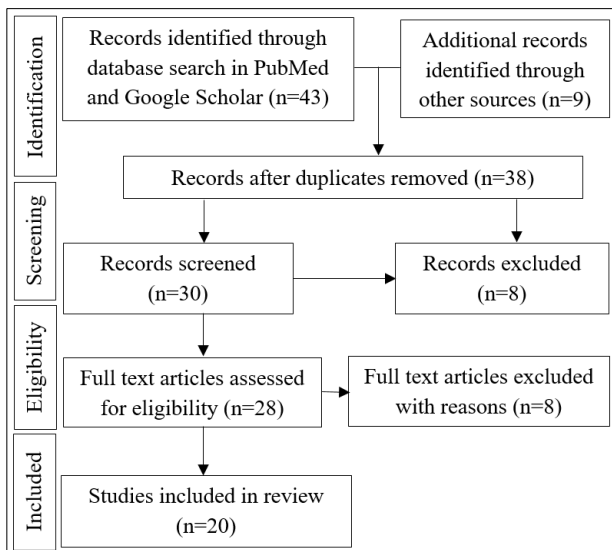 Identification
Records identified through
database search in PubMed
and Google Scholar (n=43)
Additional records
identified through
other sources (n=9)
Records after duplicates removed (n=38)
Screening
Records screened
(n=30)
Records excluded
(n=8)
Eligibility
Full text articles assessed
for eligibility (n=28)
Full text articles excluded
with reasons (n=8)
Included
Studies included in review
(n=20)